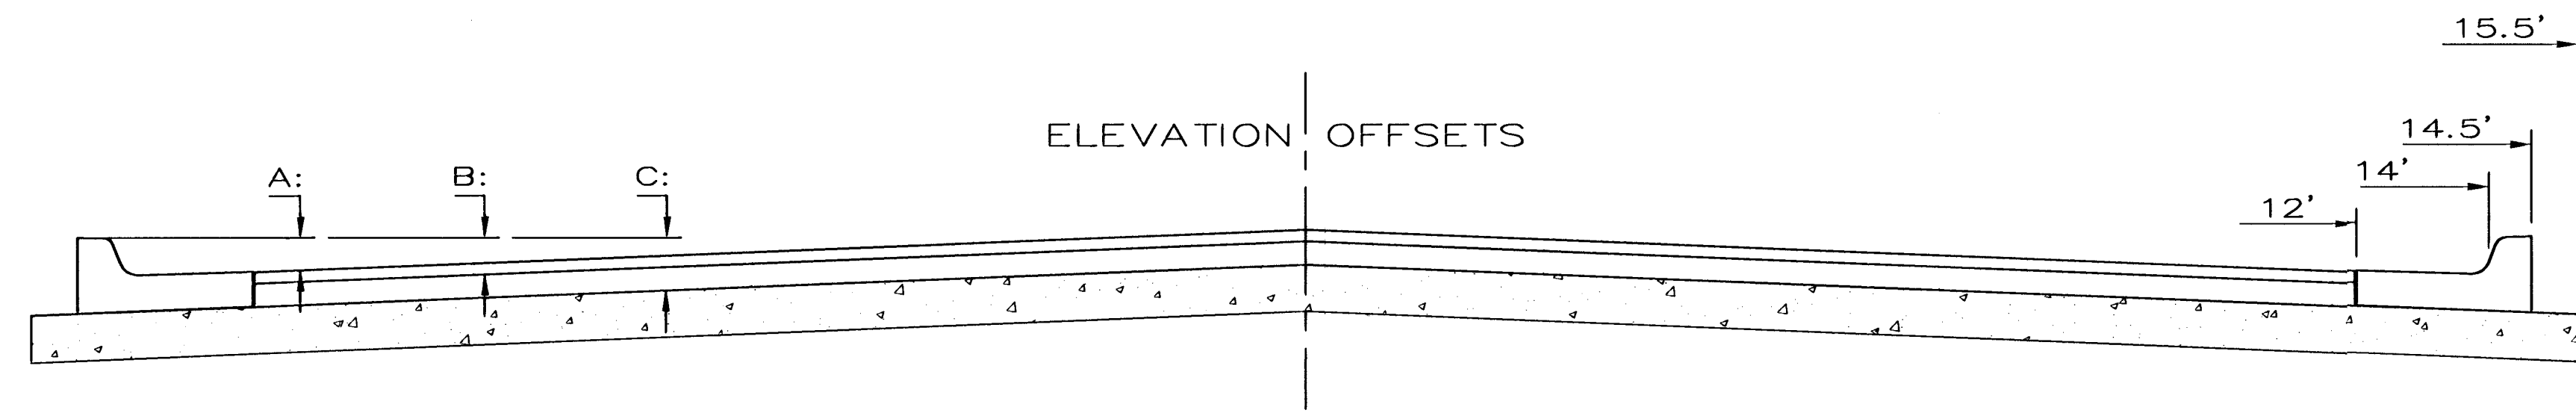 15.5'
ELEVATION OFFSETS
14.5'
A: B: C:
14'
12'